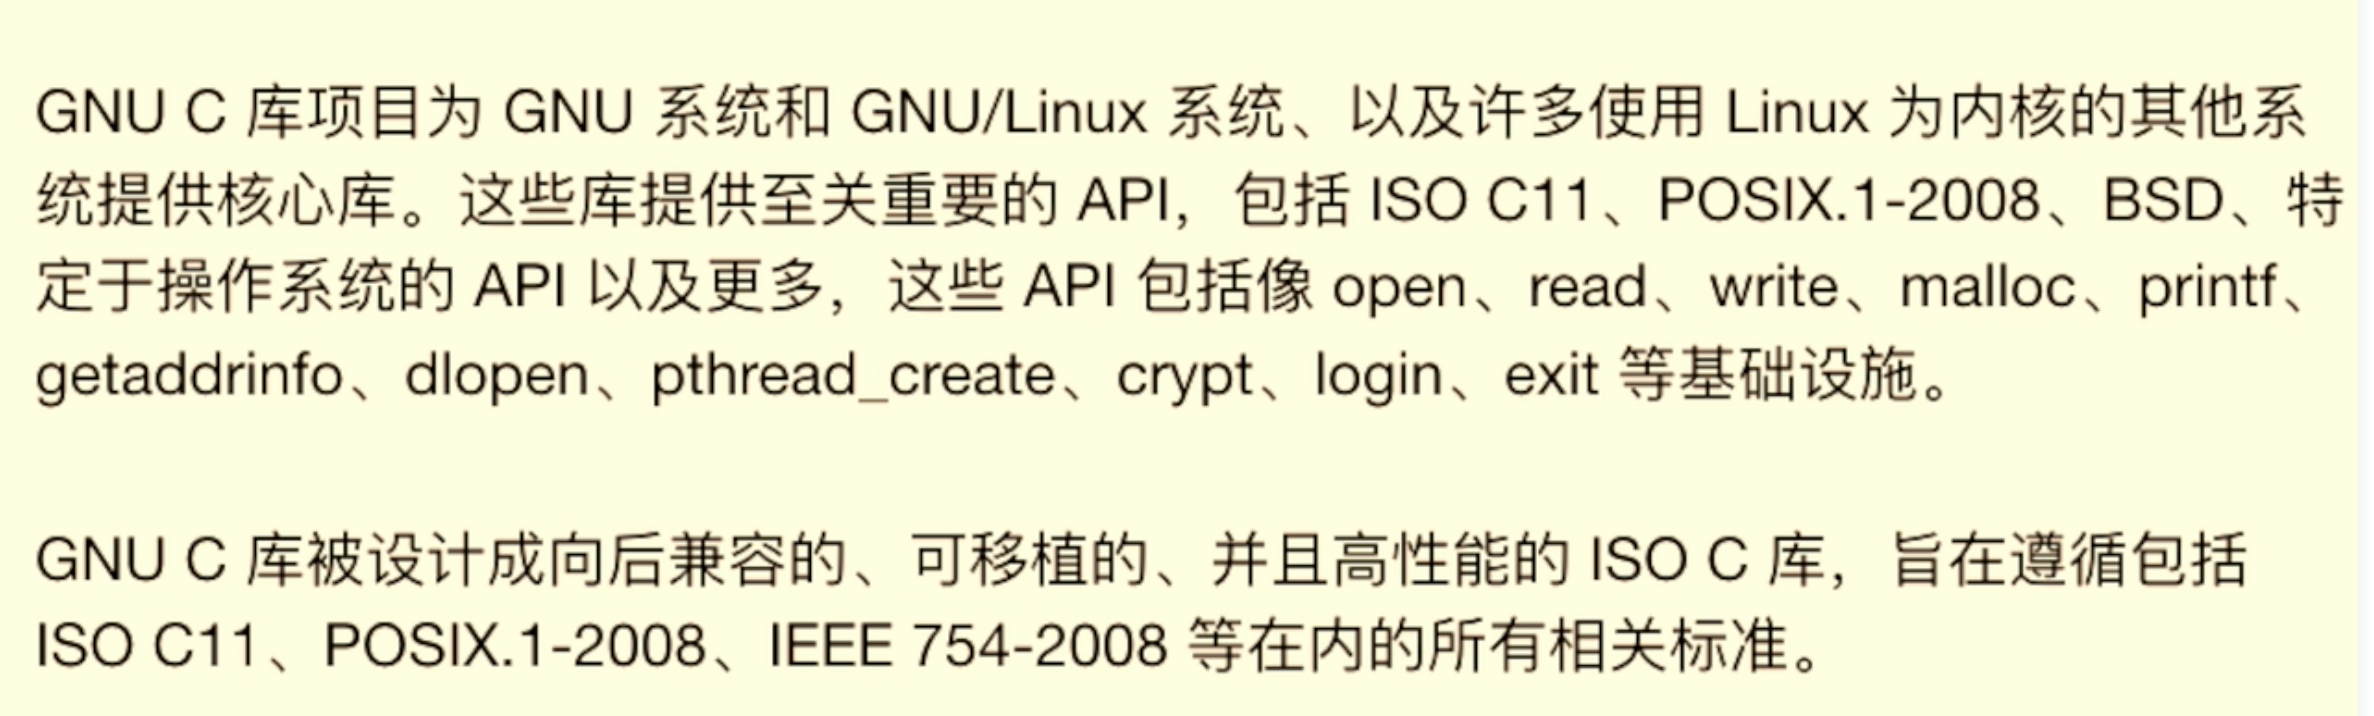 GNU C 库项目为 GNU 系统和 GNU/Linux 系统、以及许多使用 Linux 为内核的其他系
统提供核心库。这些库提供至关重要的 API，包括 ISO C11、POSIX.1-2008、BSD、特
定于操作系统的 API 以及更多，这些 API 包括像 open、read、write、malloc、printf、
getaddrinfo、dlopen、pthread_create、crypt、login、exit 等基础设施。
GNU C 库被设计成向后兼容的、可移植的、并且高性能的 ISO C 库，旨在遵循包括
ISO C11、POSIX.1-2008、IEEE 754-2008 等在内的所有相关标准。